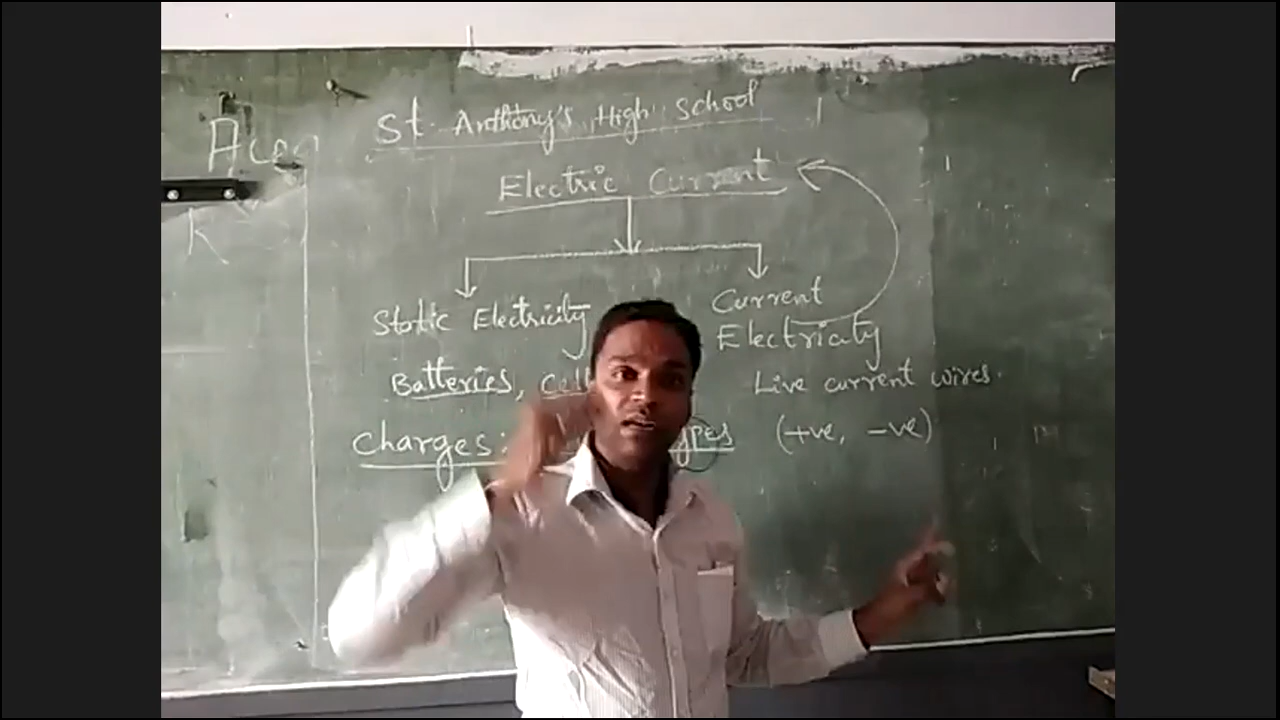 St. Anthony's High School
Electric Current
Static Electricity
Current
Electricity
Batteries,
Live current wires.
Charges:
(+ve, -ve)